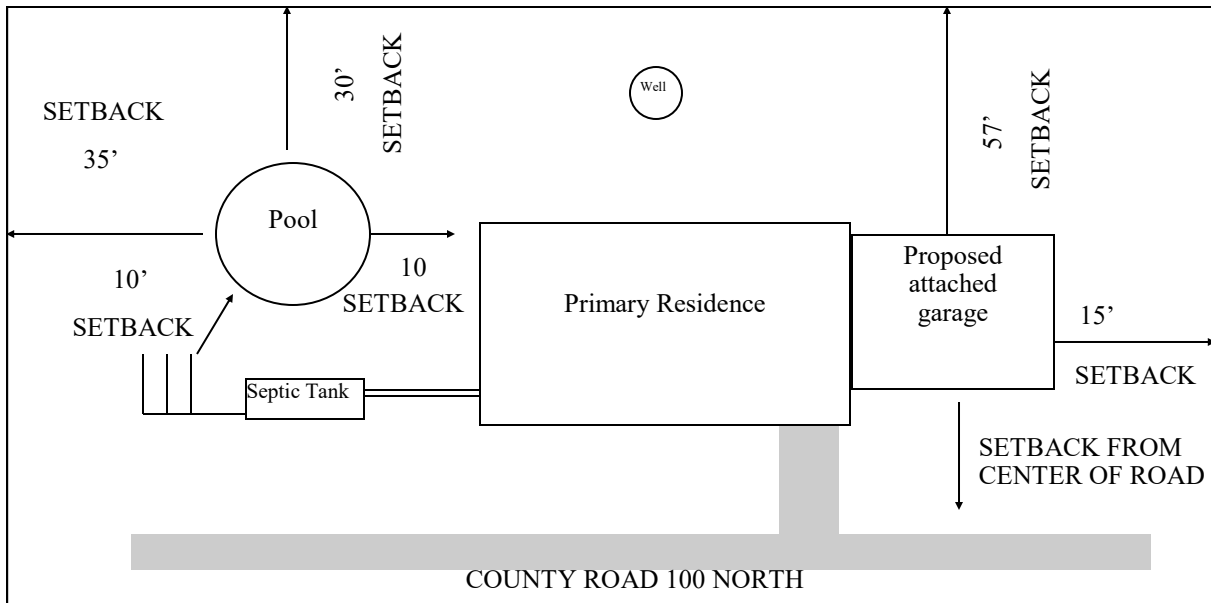 SETBACK
35’
30’
SETBACK
Well
57’
SETBACK
Pool
10’
SETBACK
10
SETBACK
Primary Residence
Proposed
attached
garage
15’
SETBACK
Septic Tank
SETBACK FROM
CENTER OF ROAD
COUNTY ROAD 100 NORTH